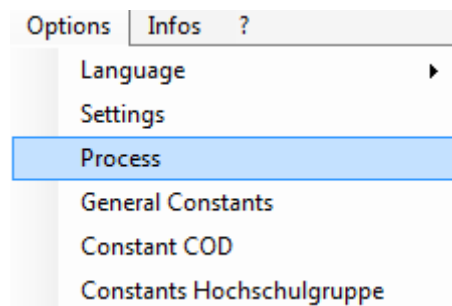 Options Infos ?
Language
Settings
Process
General Constants
Constant COD
Constants Hochschulgruppe